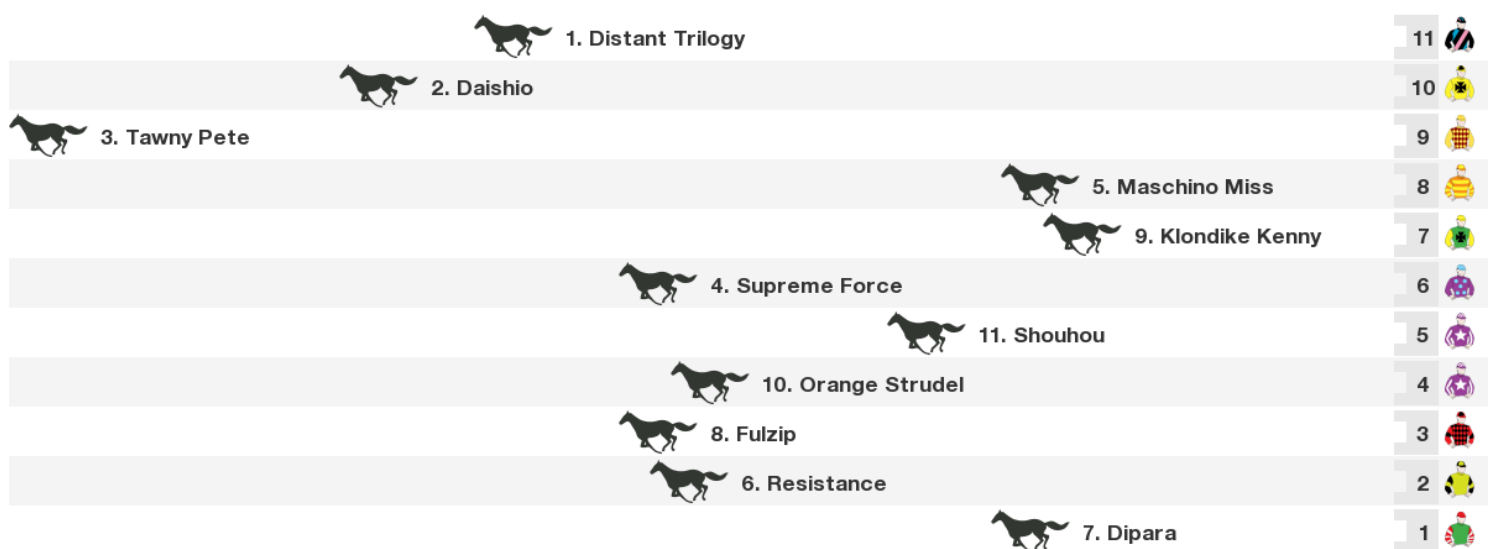 1. Distant Trilogy 11
2. Daishio 10
3. Tawny Pete 9
5. Maschino Miss 8
9. Klondike Kenny 7
4. Supreme Force 6
11. Shouhou 5
10. Orange Strudel 4
8. Fulzip 3
6. Resistance 2
7. Dipara 1